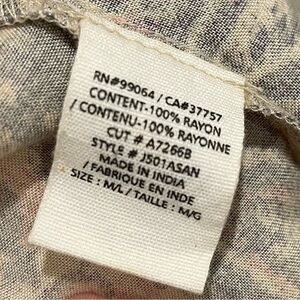 RN#99064 / CA#37757
CONTENT-100% RAYON
/ CONTENU-100% RAYONNE
CUT # A7266B
STYLE # J501ASAN
MADE IN INDIA
/ FABRIQUE EN INDE
SIZE : M/L / TAILLE : M/G